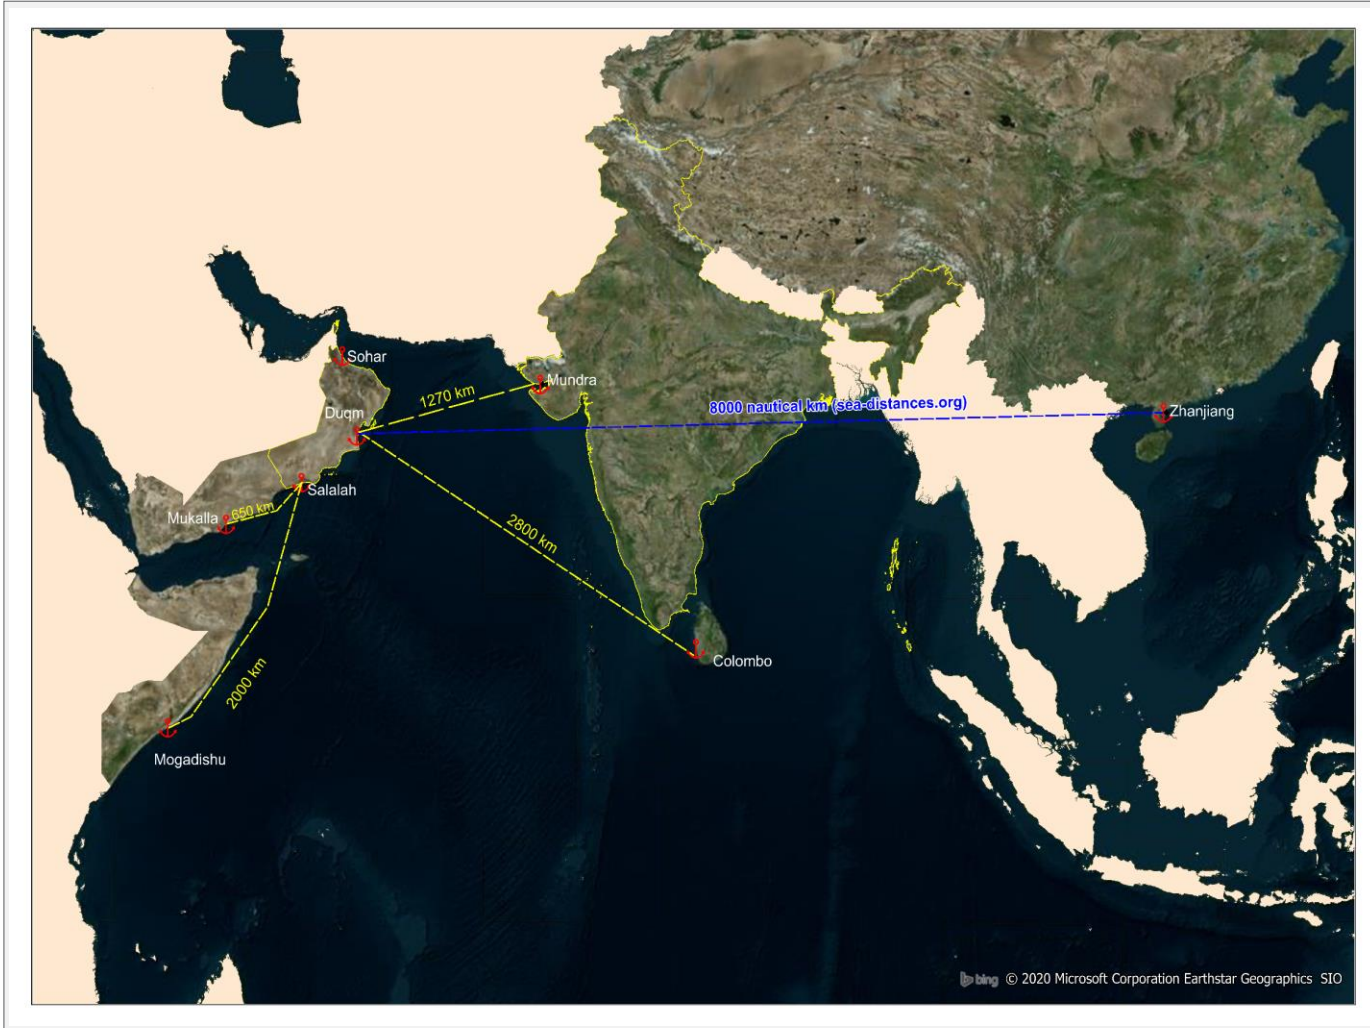 Sohar
1270 km
Mundra
8000 nautical km (sea-distances.org)
Zhanjiang
Duqm
Salalah
650 km
Mukalla
2800 km
Colombo
2000 km
Mogadishu
bing © 2020 Microsoft Corporation Earthstar Geographics SIO